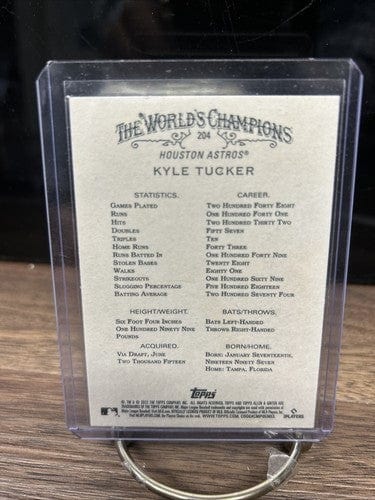 THE WORLD'S CHAMPIONS
204
HOUSTON ASTROS®
KYLE TUCKER
STATISTICS. CAREER.
GAMES PLAYED TWO HUNDRED FORTY EIGHT
RUNS ONE HUNDRED FORTY ONE
HITS TWO HUNDRED THIRTY TWO
DOUBLES FIFTY SEVEN
TRIPLES TEN
HOME RUNS FORTY THREE
RUNS BATTED IN ONE HUNDRED FORTY NINE
STOLEN BASES TWENTY EIGHT
WALKS EIGHTY ONE
STRIKEOUTS ONE HUNDRED SIXTY NINE
SLUGGING PERCENTAGE FIVE HUNDRED EIGHTEEN
BATTING AVERAGE TWO HUNDRED SEVENTY FOUR
HEIGHT/WEIGHT. BATS/THROWS.
SIX FOOT FOUR INCHES BATS LEFT-HANDED
ONE HUNDRED NINETY NINE THROWS RIGHT-HANDED
POUNDS
ACQUIRED. BORN/HOME.
VIA DRAFT, JUNE BORN: JANUARY SEVENTEENTH,
TWO THOUSAND FIFTEEN NINETEEN NINETY-SEVEN
HOME: TAMPA, FLORIDA
TOPPS
PLAYERS